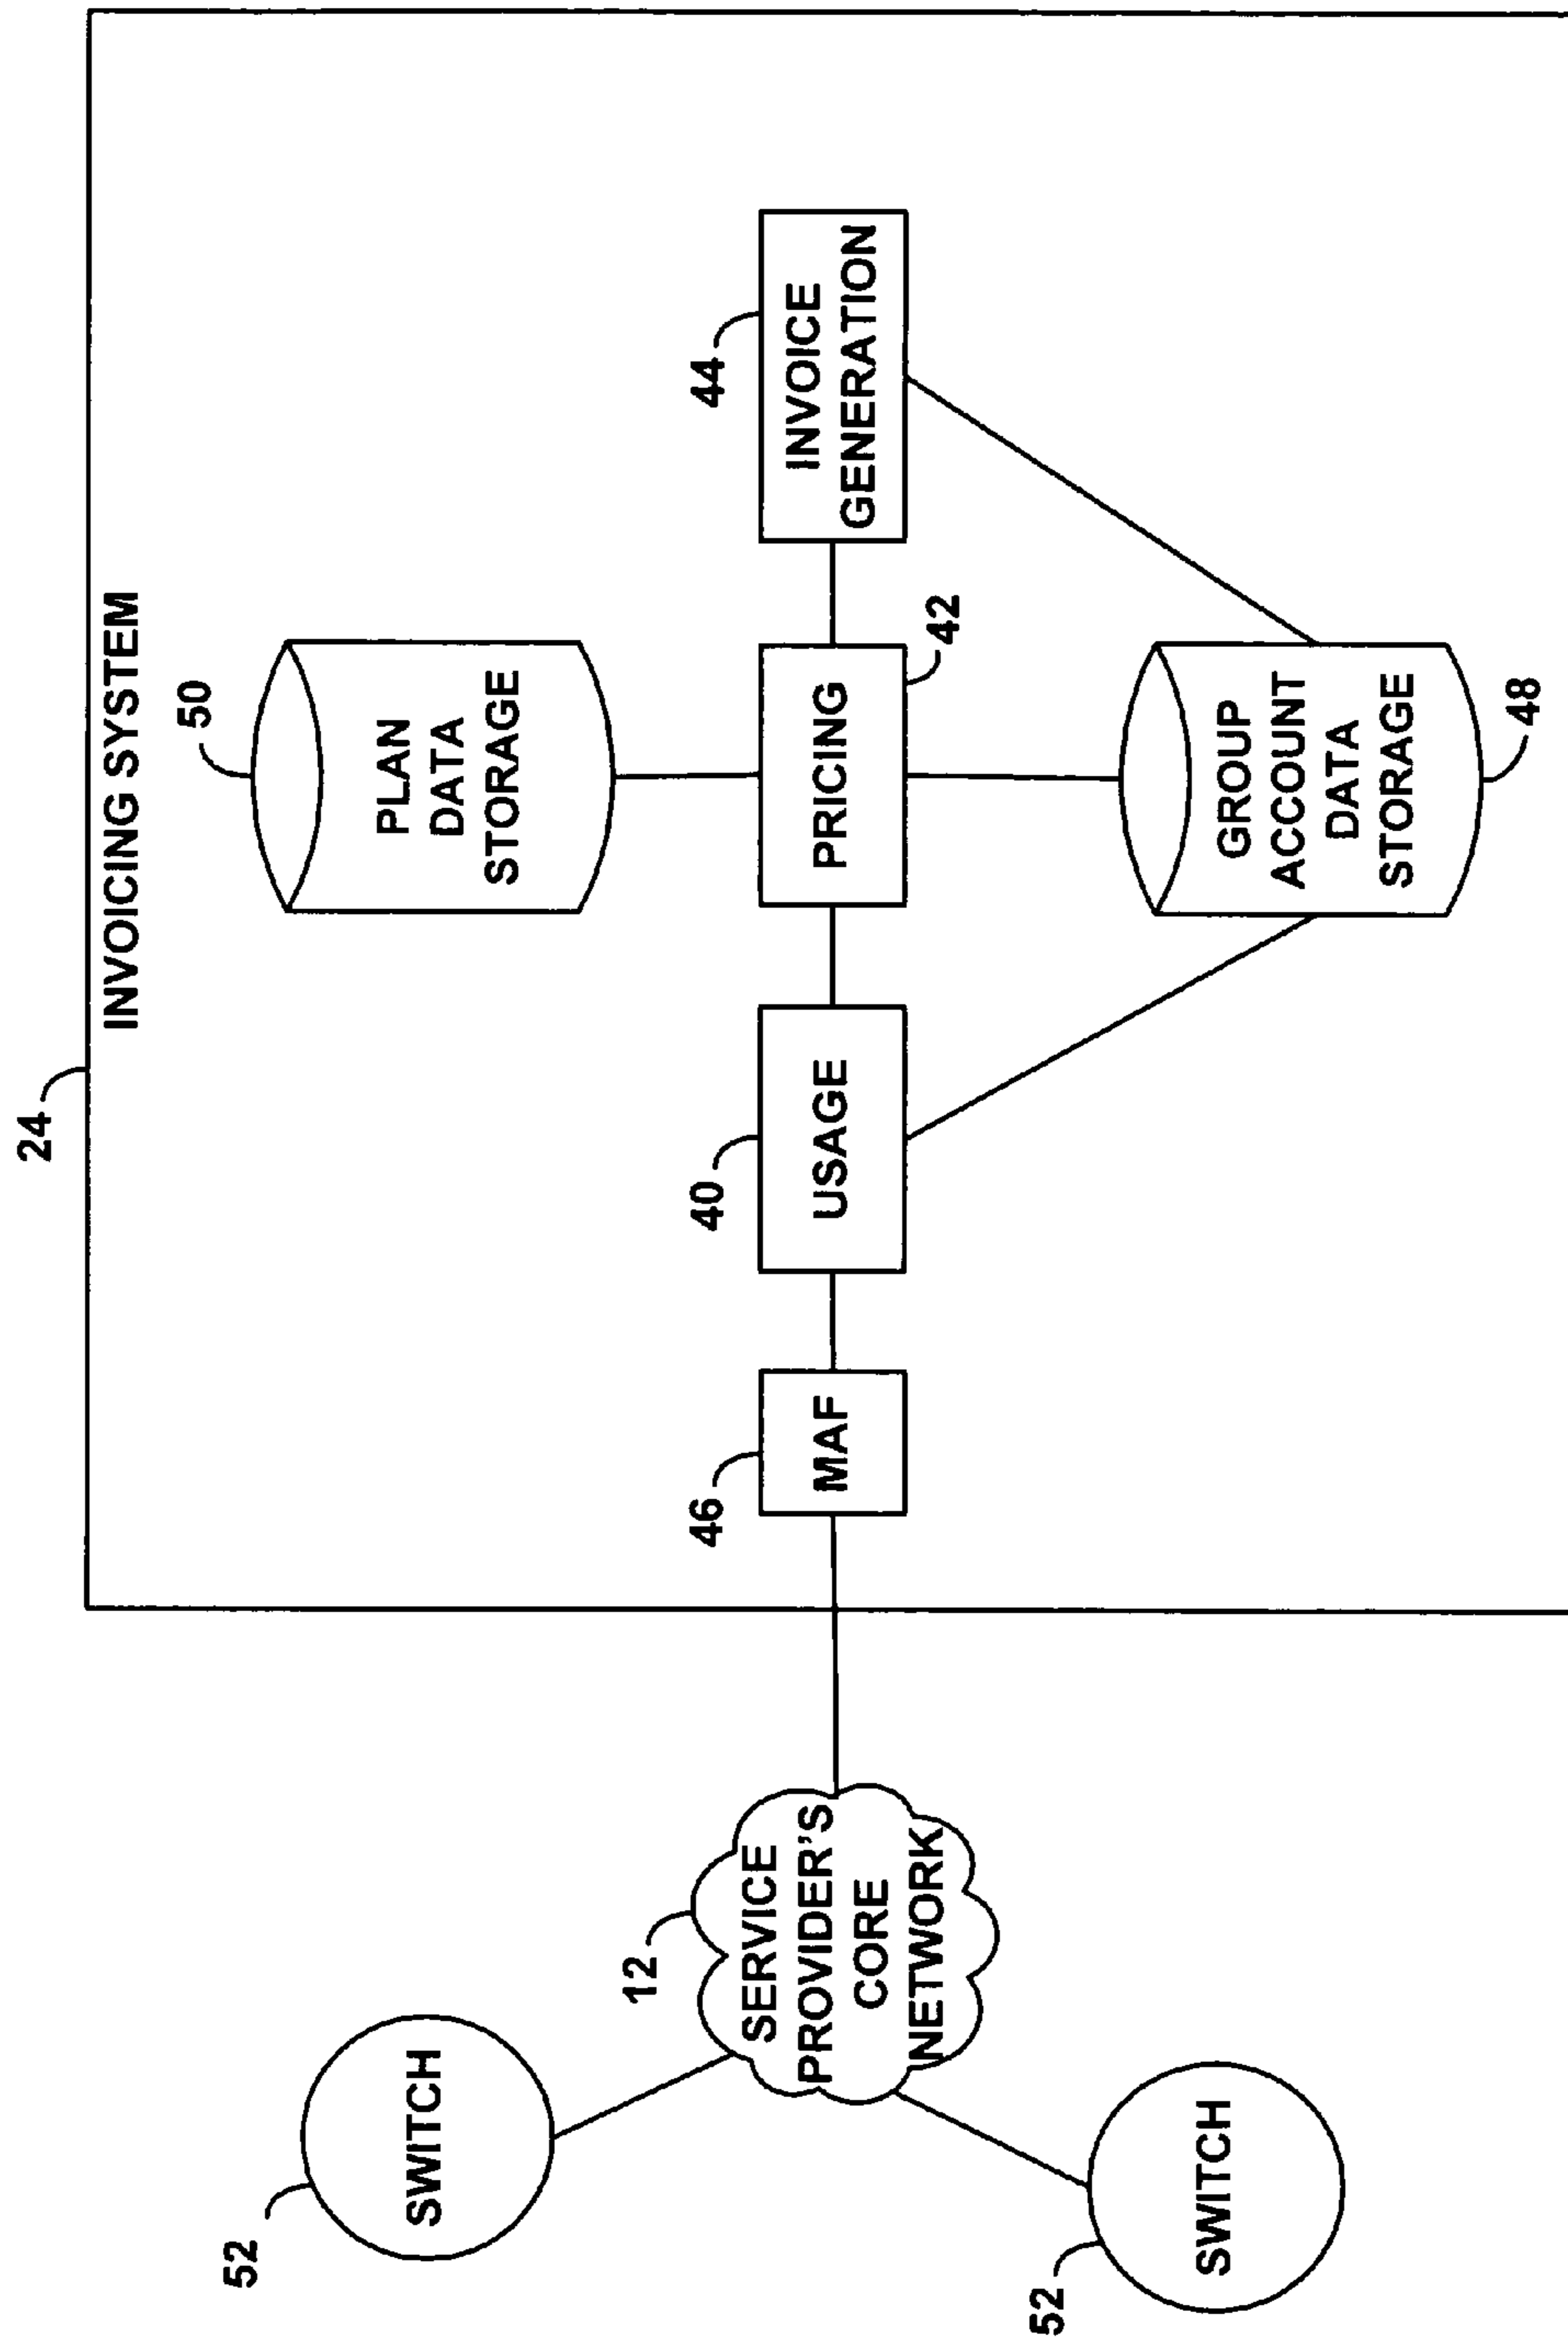 24
INVOICING SYSTEM
50
PLAN
DATA
STORAGE
52
SWITCH
12
SERVICE
PROVIDER'S
CORE
NETWORK
46
MAF
40
USAGE
PRICING
42
44
INVOICE
GENERATION
52
SWITCH
GROUP
ACCOUNT
DATA
STORAGE
48